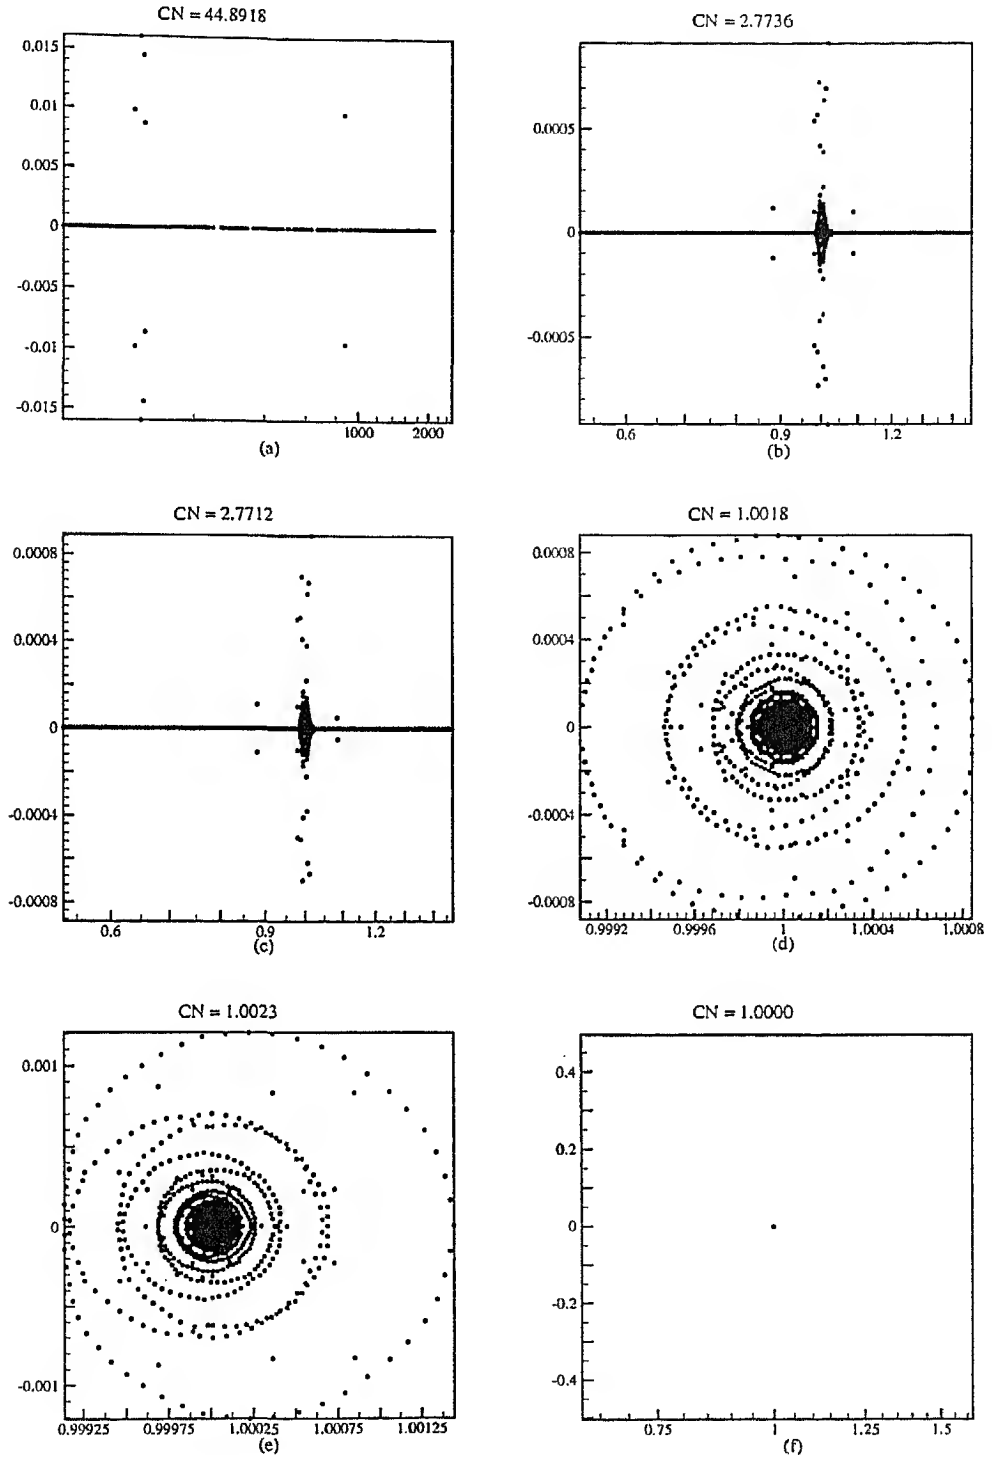 CN = 44.8918
0.015
0.01
0.005
0
-0.005
-0.01
-0.015
1000 2000
(a)
CN = 2.7736
0.0005
0
-0.0005
0.6 0.9 1.2
(b)
CN = 2.7712
0.0008
0.0004
0
-0.0004
-0.0008
0.6 0.9 1.2
(c)
CN = 1.0018
0.0008
0.0004
0
-0.0004
-0.0008
0.9992 0.9996 1 1.0004 1.0008
(d)
CN = 1.0023
0.001
0
-0.001
0.99925 0.99975 1.00025 1.00075 1.00125
(e)
CN = 1.0000
0.4
0.2
0
-0.2
-0.4
0.75 1 1.25 1.5
(f)